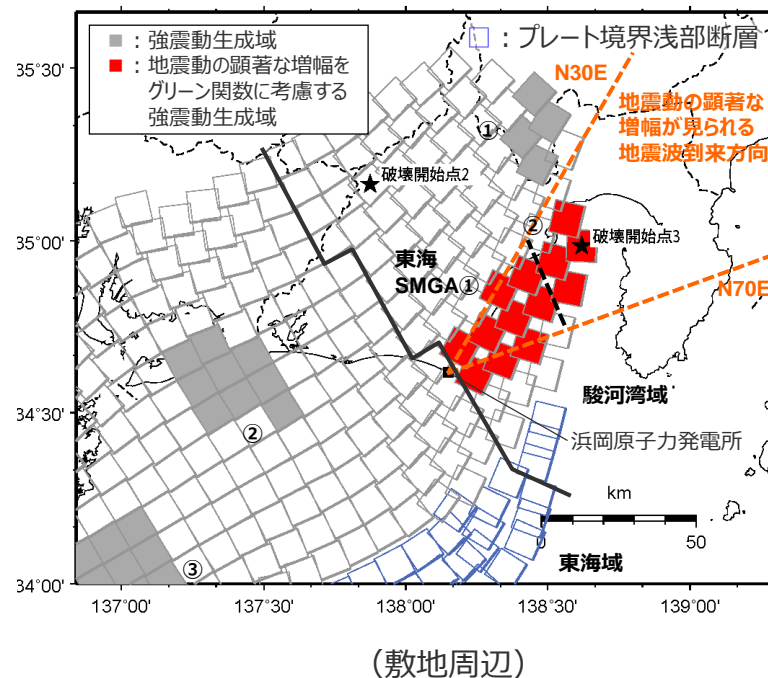 ：強震動生成域
：地震動の顕著な増幅を
グリーン関数に考慮する
強震動生成域
：プレート境界浅部断層
N30E
地震動の顕著な
増幅が見られる
地震波到来方向
①
破壊開始点2
②
破壊開始点3
東海
SMGA①
N70E
駿河湾域
②
浜岡原子力発電所
km
0
50
③
東海域
35°30'
35°00'
34°30'
34°00'
137°00'
137°30'
138°00'
138°30'
139°00'
（敷地周辺）